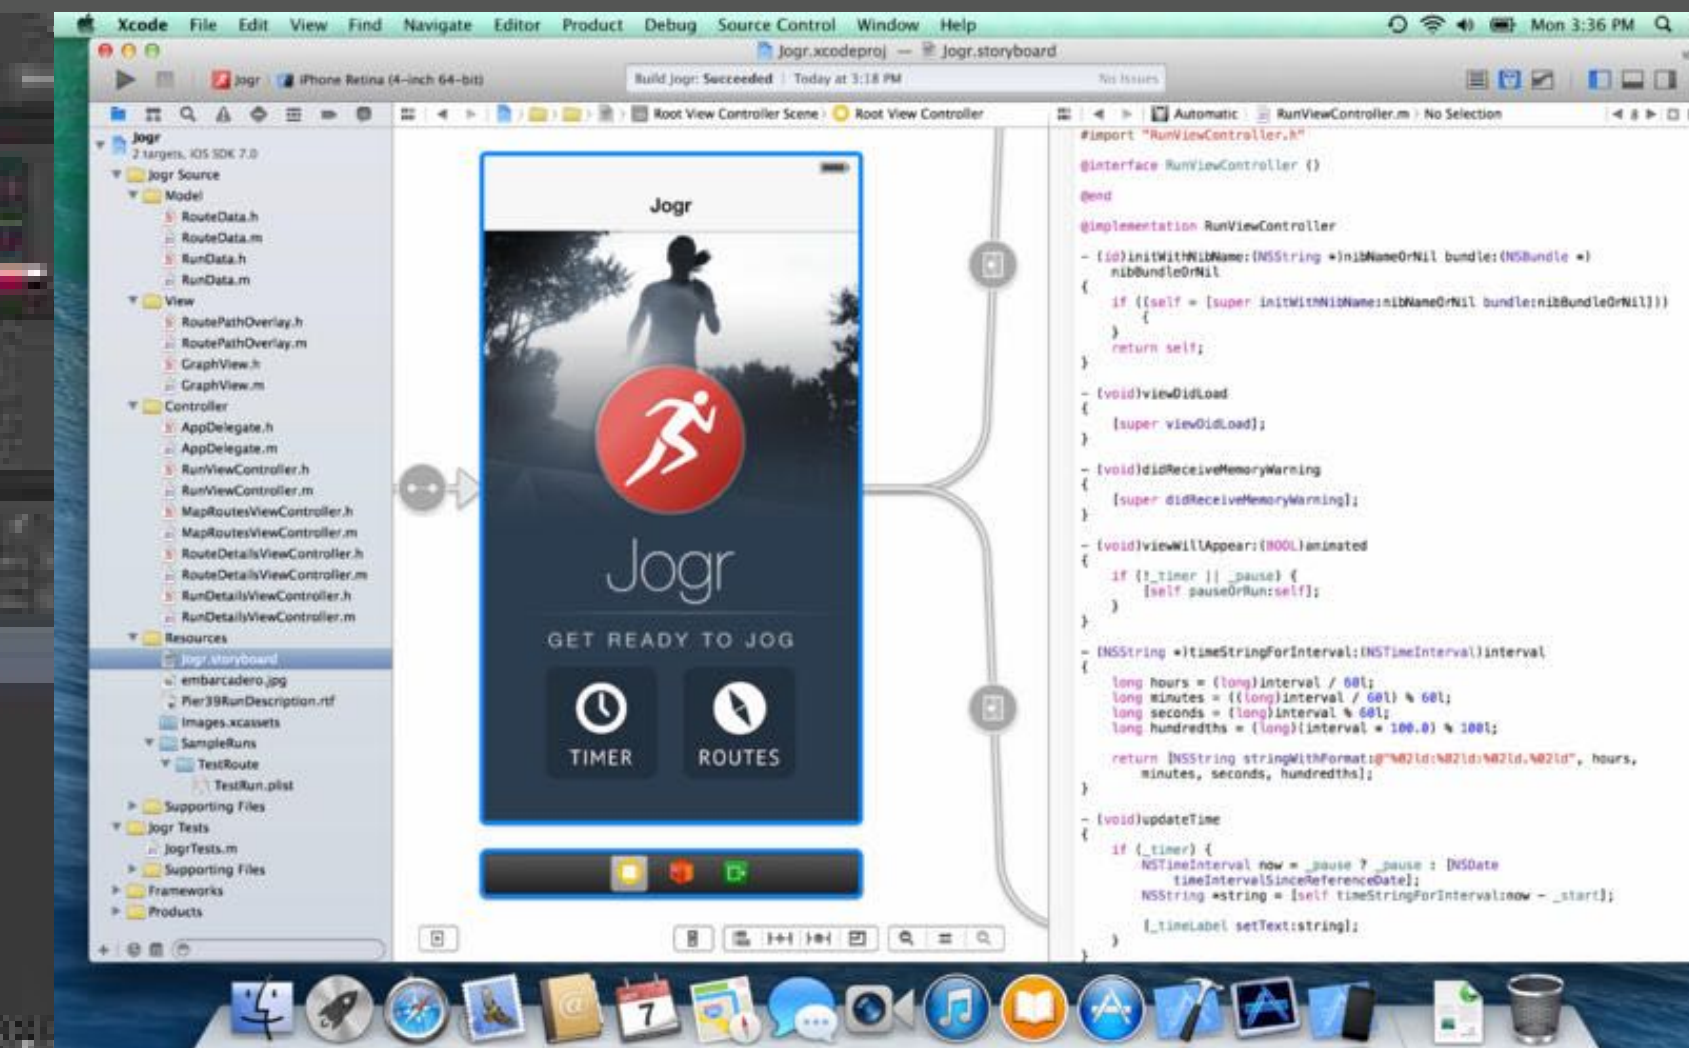 Xcode File Edit View Find Navigate Editor Product Debug Source Control Window Help
Mon 3:36 PM
Jogr.xcodeproj — Jogr.storyboard
Jogr iPhone Retina (4-inch 64-bit)
Build Jogr: Succeeded Today at 3:18 PM
No Issues
Root View Controller Scene Root View Controller
Automatic RunViewController.m No Selection
8
Jogr
2 targets, iOS SDK 7.0
Jogr Source
Model
RouteData.h
RouteData.m
RunData.h
RunData.m
View
RoutePathOverlay.h
RoutePathOverlay.m
GraphView.h
GraphView.m
Controller
AppDelegate.h
AppDelegate.m
RunViewController.h
RunViewController.m
MapRoutesViewController.h
MapRoutesViewController.m
RouteDetailsViewController.h
RouteDetailsViewController.m
RunDetailsViewController.h
RunDetailsViewController.m
Resources
Jogr.storyboard
embarcadero.jpg
Pier39RunDescription.rtf
Images.xcassets
SampleRuns
TestRoute
TestRun.plist
Supporting Files
Jogr Tests
JogrTests.m
Supporting Files
Frameworks
Products
Jogr
Jogr
GET READY TO JOG
TIMER
ROUTES
#import "RunViewController.h"
@interface RunViewController ()
@end
@implementation RunViewController
- (id)initWithNibName:(NSString *)nibNameOrNil bundle:(NSBundle *)
nibBundleOrNil
{
if ((self = [super initWithNibName:nibNameOrNil bundle:nibBundleOrNil]))
{
}
return self;
}
- (void)viewDidLoad
{
[super viewDidLoad];
}
- (void)didReceiveMemoryWarning
{
[super didReceiveMemoryWarning];
}
- (void)viewWillAppear:(BOOL)animated
{
if (!_timer || _pause) {
[self pauseOrRun:self];
}
}
- (NSString *)timeStringForInterval:(NSTimeInterval)interval
{
long hours = (long)interval / 60l;
long minutes = ((long)interval / 60l) % 60l;
long seconds = (long)interval % 60l;
long hundredths = (long)(interval * 100.0) % 100l;
return [NSString stringWithFormat:@"%02ld:%02ld:%02ld.%02ld", hours,
minutes, seconds, hundredths];
}
- (void)updateTime
{
if (_timer) {
NSTimeInterval now = _pause ? _pause : [NSDate
timeIntervalSinceReferenceDate];
NSString *string = [self timeStringForInterval:now - _start];
[_timeLabel setText:string];
}
}
7